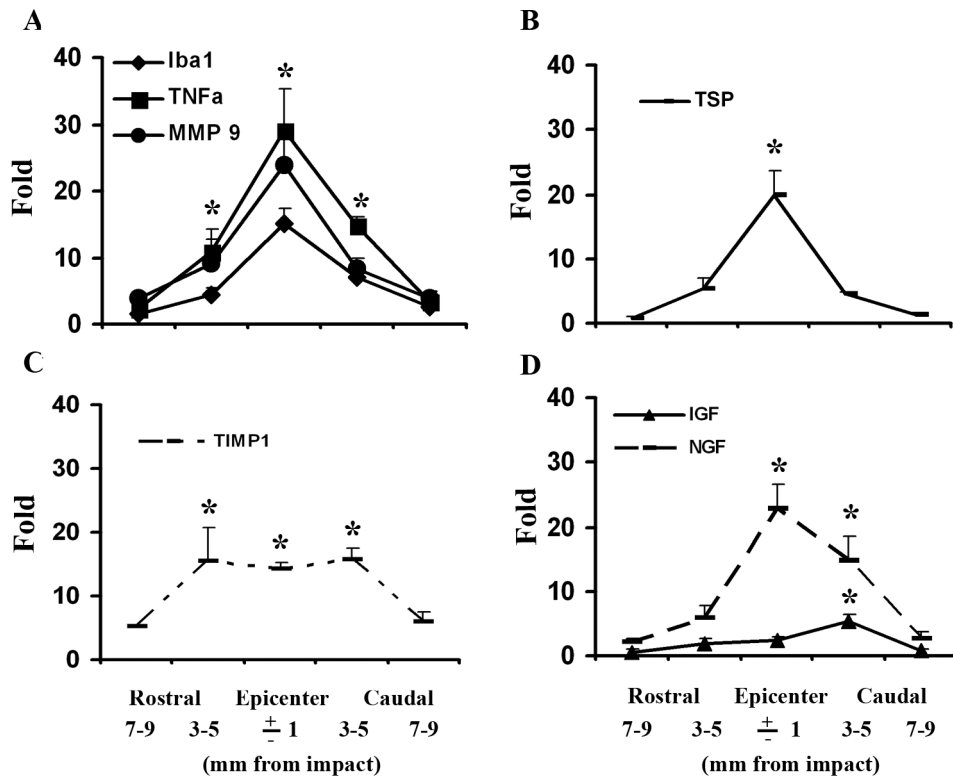 A
Iba1
TNFa
MMP 9
40
30
20
10
0
Fold
*
*
*
B
TSP
40
30
20
10
0
Fold
*
C
TIMP1
40
30
20
10
0
Fold
* * *
Rostral Epicenter Caudal
7-9 3-5 ± 1 3-5 7-9
(mm from impact)
D
IGF
NGF
40
30
20
10
0
Fold
*
*
*
Rostral Epicenter Caudal
7-9 3-5 ± 1 3-5 7-9
(mm from impact)